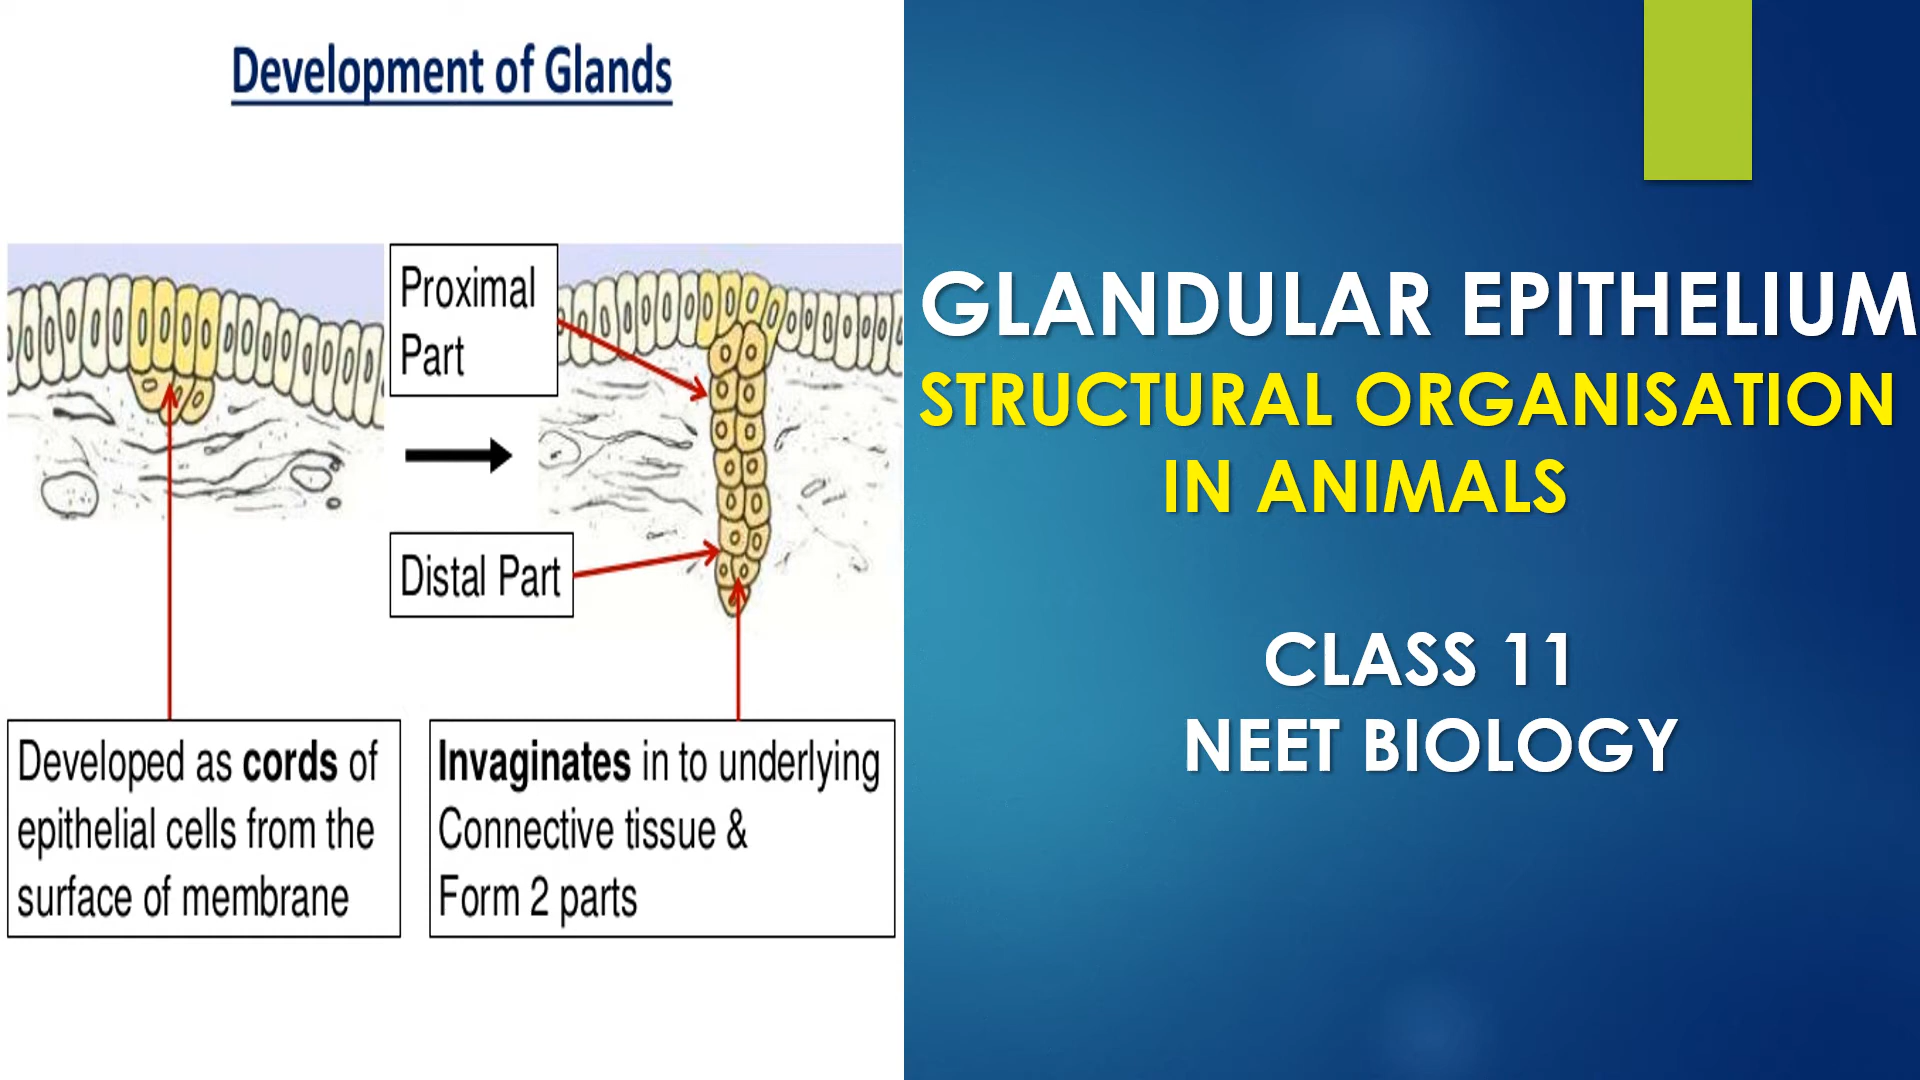 Development of Glands
Proximal
Part
Distal Part
Developed as cords of
epithelial cells from the
surface of membrane
Invaginates in to underlying
Connective tissue &
Form 2 parts
GLANDULAR EPITHELIUM
STRUCTURAL ORGANISATION
IN ANIMALS
CLASS 11
NEET BIOLOGY